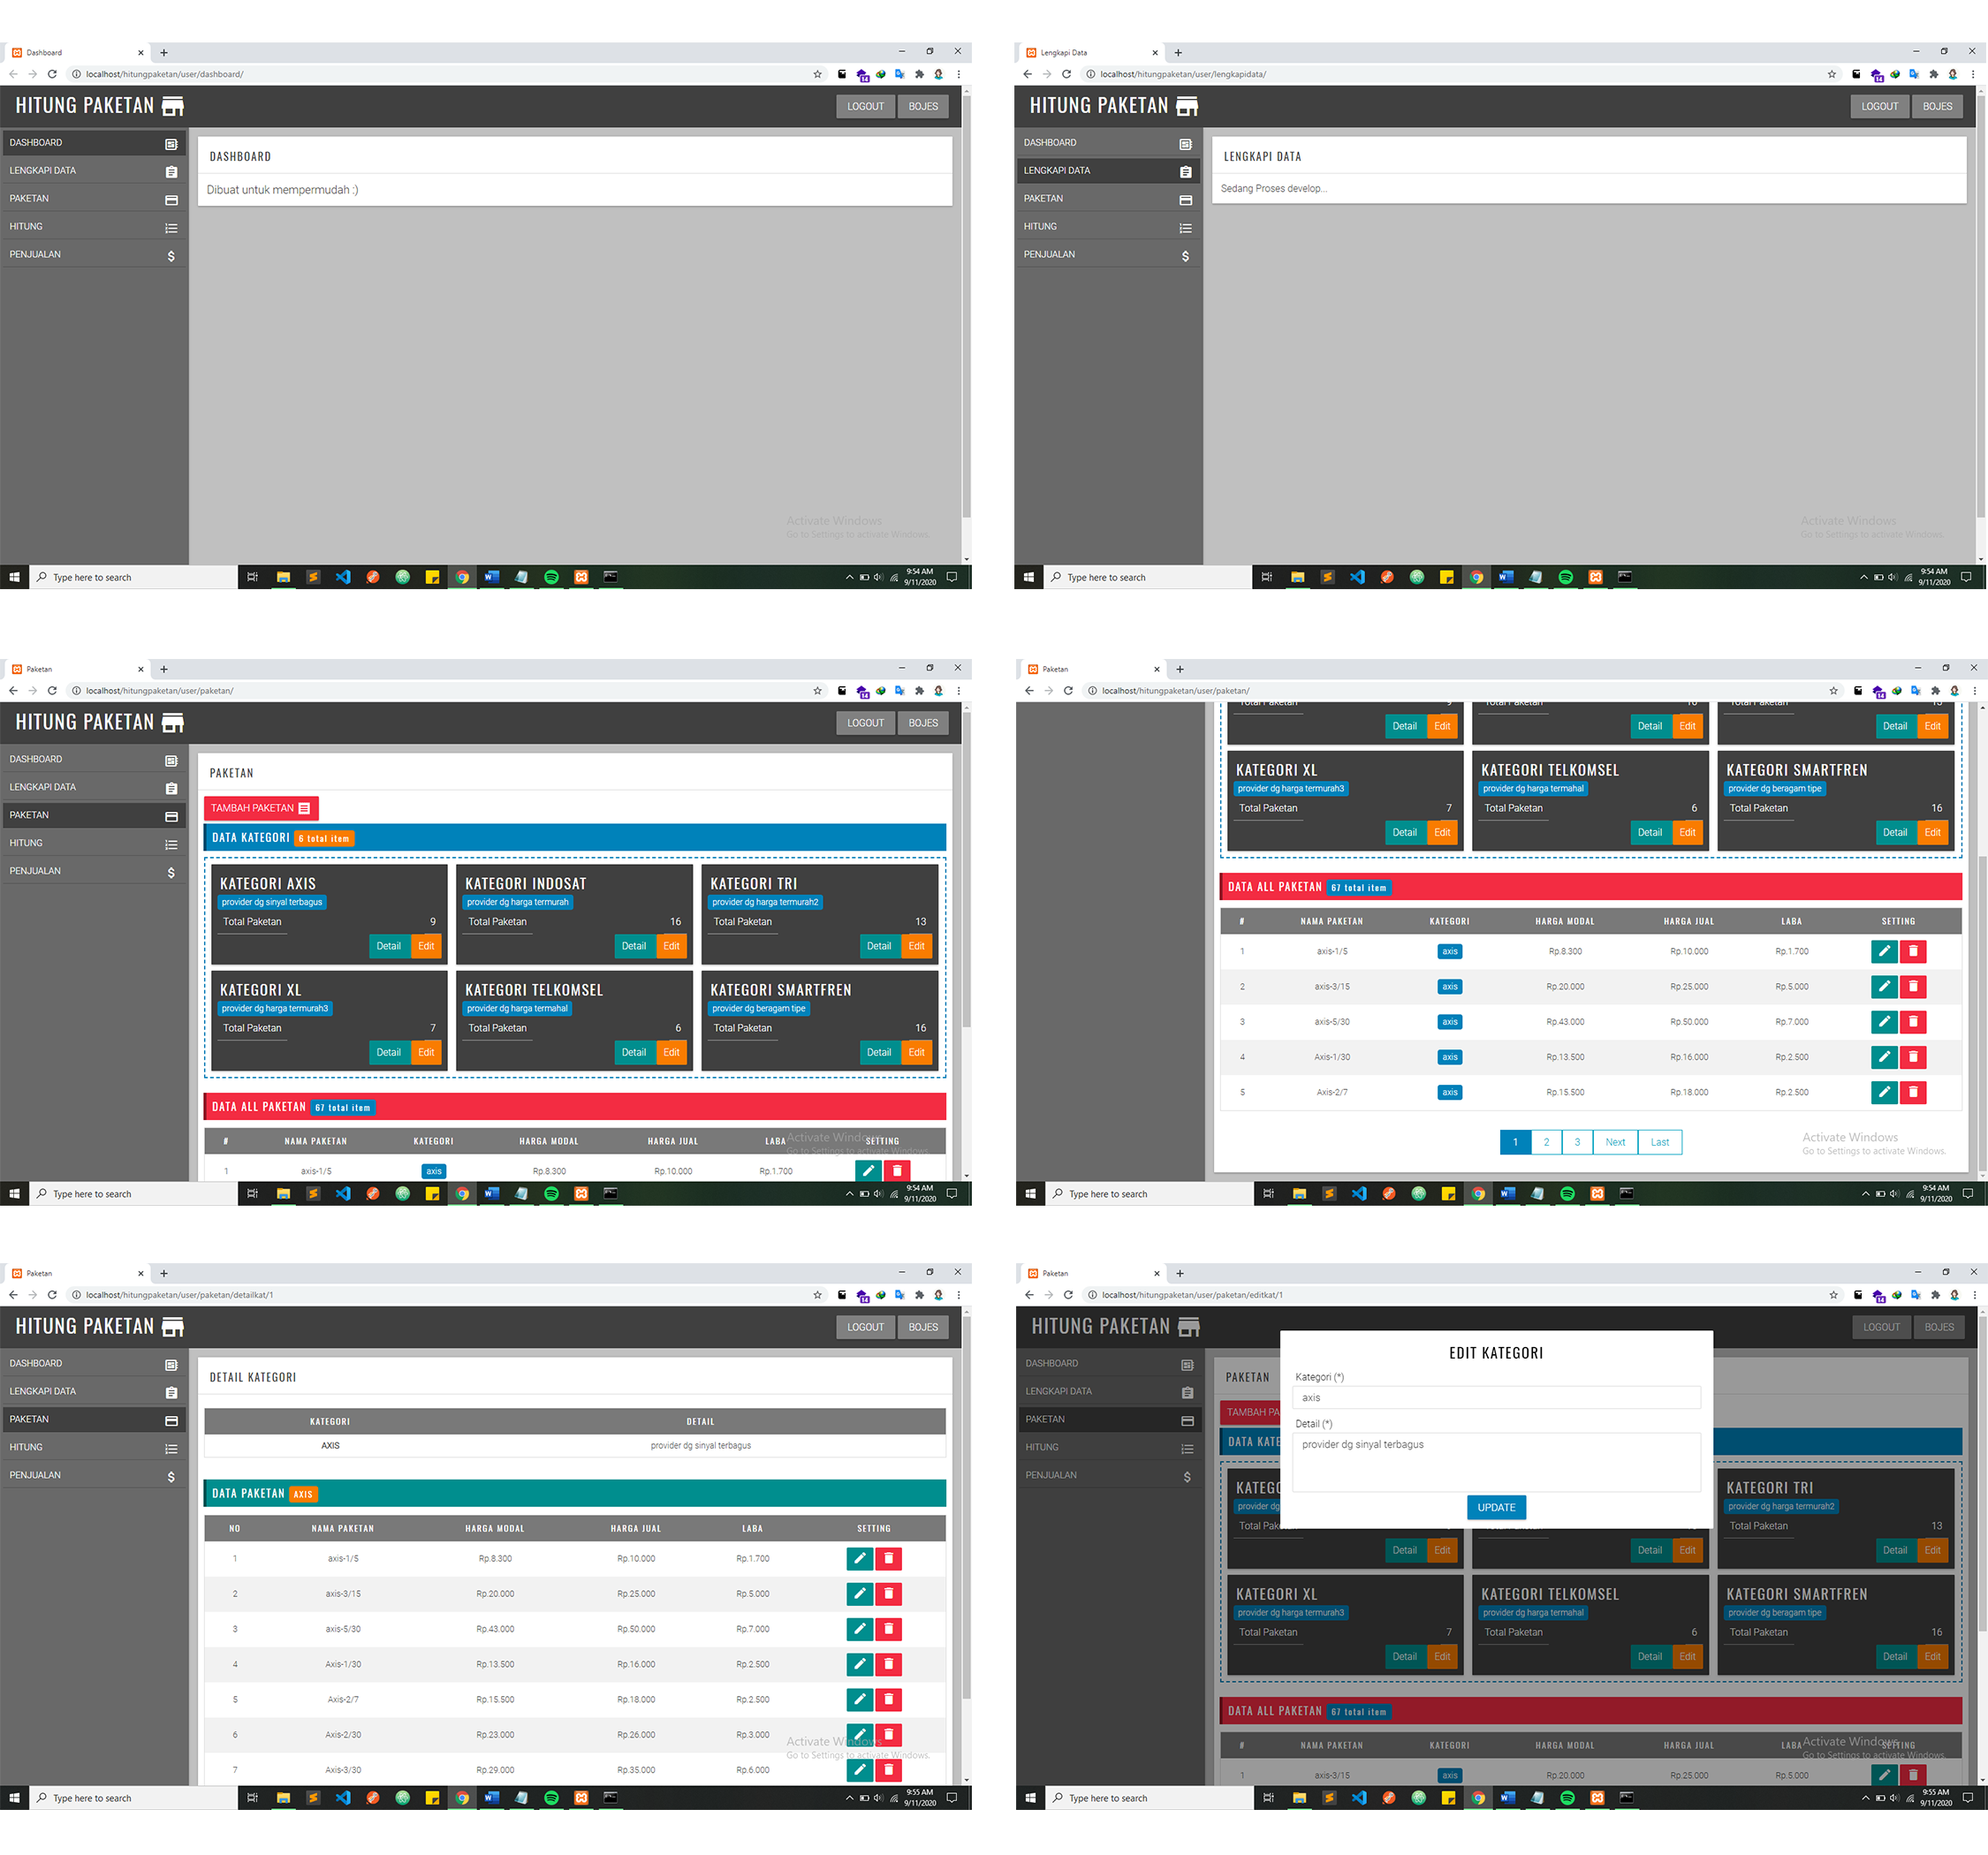 Dashboard
localhost/hitungpaketan/user/dashboard/
HITUNG PAKETAN
LOGOUT BOJES
DASHBOARD
LENGKAPI DATA
PAKETAN
HITUNG
PENJUALAN
DASHBOARD
Dibuat untuk mempermudah :)
Activate Windows
Go to Settings to activate Windows.
Type here to search
9:54 AM
9/11/2020
Lengkapi Data
localhost/hitungpaketan/user/lengkapidata/
HITUNG PAKETAN
LOGOUT BOJES
DASHBOARD
LENGKAPI DATA
PAKETAN
HITUNG
PENJUALAN
LENGKAPI DATA
Sedang Proses develop...
Activate Windows
Go to Settings to activate Windows.
Type here to search
9:54 AM
9/11/2020
Paketan
localhost/hitungpaketan/user/paketan/
HITUNG PAKETAN
LOGOUT BOJES
DASHBOARD
LENGKAPI DATA
PAKETAN
HITUNG
PENJUALAN
PAKETAN
TAMBAH PAKETAN
DATA KATEGORI 6 total item
KATEGORI AXIS
provider dg sinyal terbagus
Total Paketan 9
Detail Edit
KATEGORI INDOSAT
provider dg harga termurah
Total Paketan 16
Detail Edit
KATEGORI TRI
provider dg harga termurah2
Total Paketan 13
Detail Edit
KATEGORI XL
provider dg harga termurah3
Total Paketan 7
Detail Edit
KATEGORI TELKOMSEL
provider dg harga termahal
Total Paketan 6
Detail Edit
KATEGORI SMARTFREN
provider dg beragam tipe
Total Paketan 16
Detail Edit
DATA ALL PAKETAN 67 total item
# NAMA PAKETAN KATEGORI HARGA MODAL HARGA JUAL LABA SETTING
1 axis-1/5 axis Rp.8.300 Rp.10.000 Rp.1.700
Activate Windows
Go to Settings to activate Windows.
Type here to search
9:54 AM
9/11/2020
Paketan
localhost/hitungpaketan/user/paketan/
Total Paketan 9
Detail Edit
Total Paketan 16
Detail Edit
Total Paketan 13
Detail Edit
KATEGORI XL
provider dg harga termurah3
Total Paketan 7
Detail Edit
KATEGORI TELKOMSEL
provider dg harga termahal
Total Paketan 6
Detail Edit
KATEGORI SMARTFREN
provider dg beragam tipe
Total Paketan 16
Detail Edit
DATA ALL PAKETAN 67 total item
# NAMA PAKETAN KATEGORI HARGA MODAL HARGA JUAL LABA SETTING
1 axis-1/5 axis Rp.8.300 Rp.10.000 Rp.1.700
2 axis-3/15 axis Rp.20.000 Rp.25.000 Rp.5.000
3 axis-5/30 axis Rp.43.000 Rp.50.000 Rp.7.000
4 Axis-1/30 axis Rp.13.500 Rp.16.000 Rp.2.500
5 Axis-2/7 axis Rp.15.500 Rp.18.000 Rp.2.500
1 2 3 Next Last
Activate Windows
Go to Settings to activate Windows.
Type here to search
9:54 AM
9/11/2020
Paketan
localhost/hitungpaketan/user/paketan/detailkat/1
HITUNG PAKETAN
LOGOUT BOJES
DASHBOARD
LENGKAPI DATA
PAKETAN
HITUNG
PENJUALAN
DETAIL KATEGORI
KATEGORI DETAIL
AXIS provider dg sinyal terbagus
DATA PAKETAN AXIS
NO NAMA PAKETAN HARGA MODAL HARGA JUAL LABA SETTING
1 axis-1/5 Rp.8.300 Rp.10.000 Rp.1.700
2 axis-3/15 Rp.20.000 Rp.25.000 Rp.5.000
3 axis-5/30 Rp.43.000 Rp.50.000 Rp.7.000
4 Axis-1/30 Rp.13.500 Rp.16.000 Rp.2.500
5 Axis-2/7 Rp.15.500 Rp.18.000 Rp.2.500
6 Axis-2/30 Rp.23.000 Rp.26.000 Rp.3.000
7 Axis-3/30 Rp.29.000 Rp.35.000 Rp.6.000
Activate Windows
Go to Settings to activate Windows.
Type here to search
9:55 AM
9/11/2020
Paketan
localhost/hitungpaketan/user/paketan/editkat/1
HITUNG PAKETAN
LOGOUT BOJES
DASHBOARD
LENGKAPI DATA
PAKETAN
HITUNG
PENJUALAN
PAKETAN
TAMBAH PA
DATA KATE
EDIT KATEGORI
Kategori (*)
axis
Detail (*)
provider dg sinyal terbagus
UPDATE
KATEGO
provider dg
Total Pak
Detail Edit
Detail Edit
KATEGORI TRI
provider dg harga termurah2
Total Paketan 13
Detail Edit
KATEGORI XL
provider dg harga termurah3
Total Paketan 7
Detail Edit
KATEGORI TELKOMSEL
provider dg harga termahal
Total Paketan 6
Detail Edit
KATEGORI SMARTFREN
provider dg beragam tipe
Total Paketan 16
Detail Edit
DATA ALL PAKETAN 67 total item
# NAMA PAKETAN KATEGORI HARGA MODAL HARGA JUAL LABA SETTING
1 axis-3/15 axis Rp.20.000 Rp.25.000 Rp.5.000
Activate Windows
Go to Settings to activate Windows.
Type here to search
9:55 AM
9/11/2020